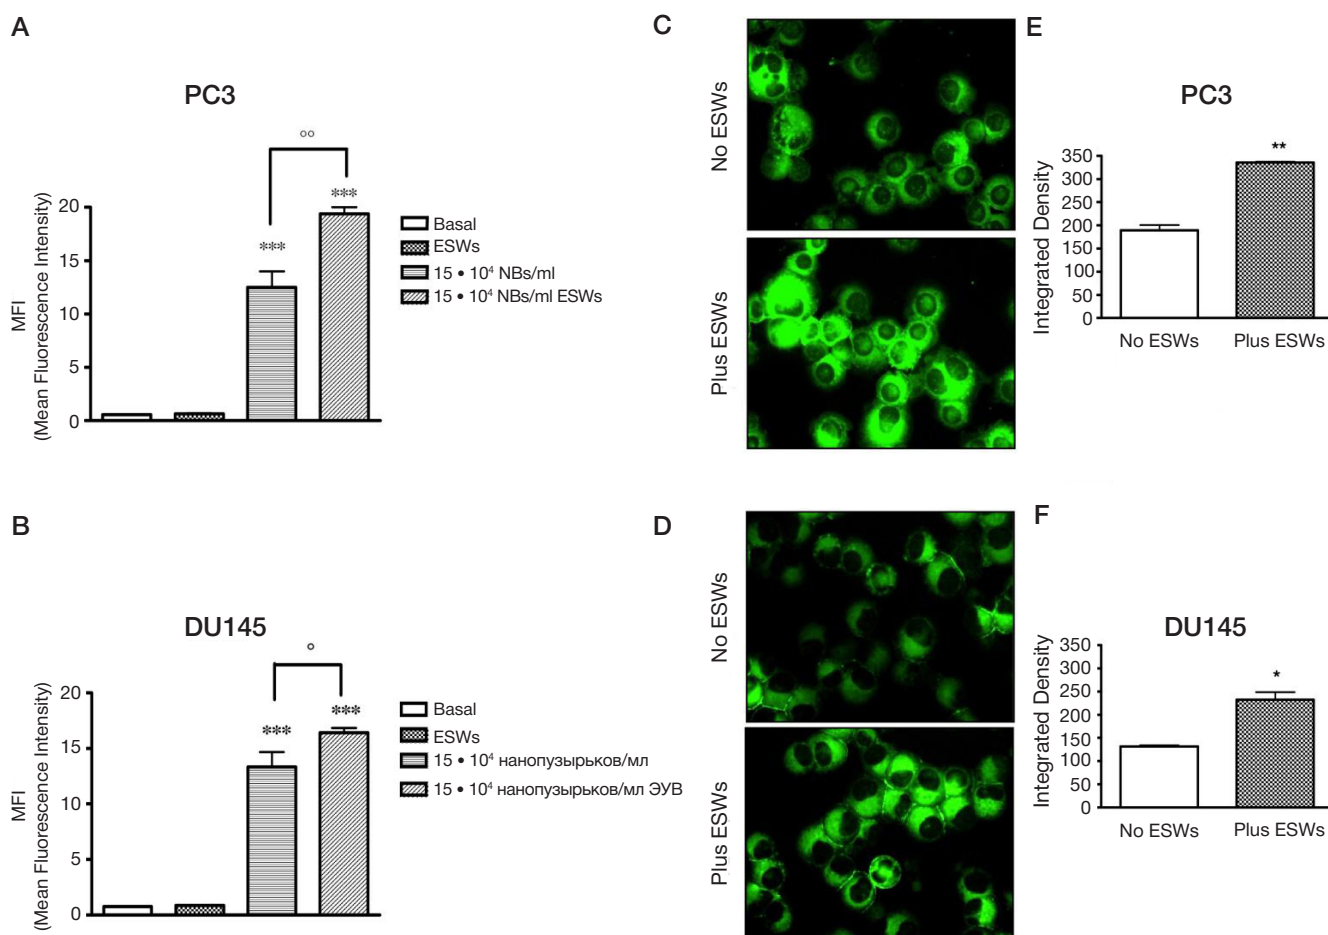 A
PC3
°°
***
***
MFI
(Mean Fluorescence Intensity)
20
15
10
5
0
Basal
ESWs
15 • 10⁴ NBs/ml
15 • 10⁴ NBs/ml ESWs
B
DU145
°
***
***
MFI
(Mean Fluorescence Intensity)
20
15
10
5
0
Basal
ESWs
15 • 10⁴ нанопузырьков/мл
15 • 10⁴ нанопузырьков/мл ЭУВ
C
No ESWs
Plus ESWs
D
No ESWs
Plus ESWs
E
PC3
**
Integrated Density
350
300
250
200
150
100
50
0
No ESWs
Plus ESWs
F
DU145
*
Integrated Density
350
300
250
200
150
100
50
0
No ESWs
Plus ESWs